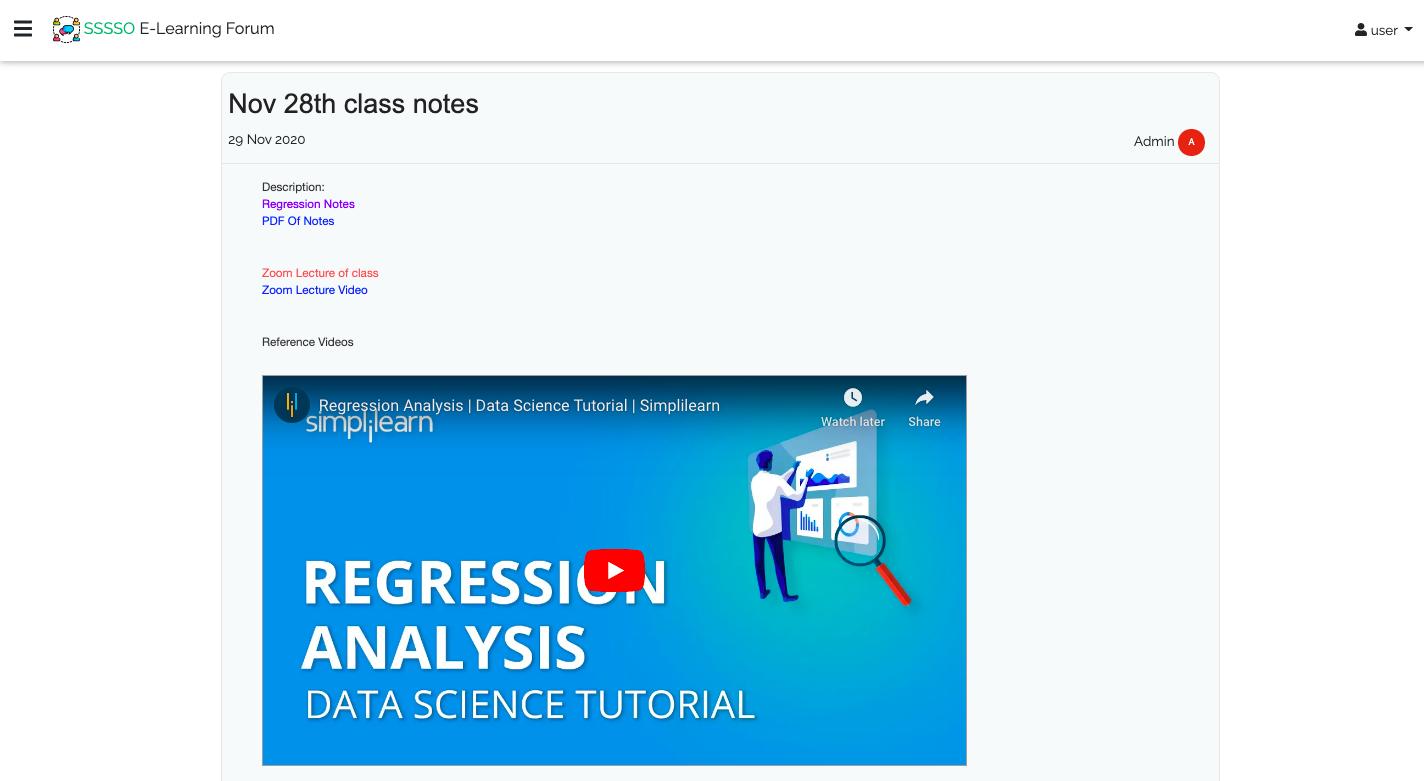 SSSSO E-Learning Forum
user
Nov 28th class notes
29 Nov 2020
Admin A
Description:
Regression Notes
PDF Of Notes
Zoom Lecture of class
Zoom Lecture Video
Reference Videos
Regression Analysis | Data Science Tutorial | Simplilearn
Watch later
Share
simplilearn
REGRESSION
ANALYSIS
DATA SCIENCE TUTORIAL